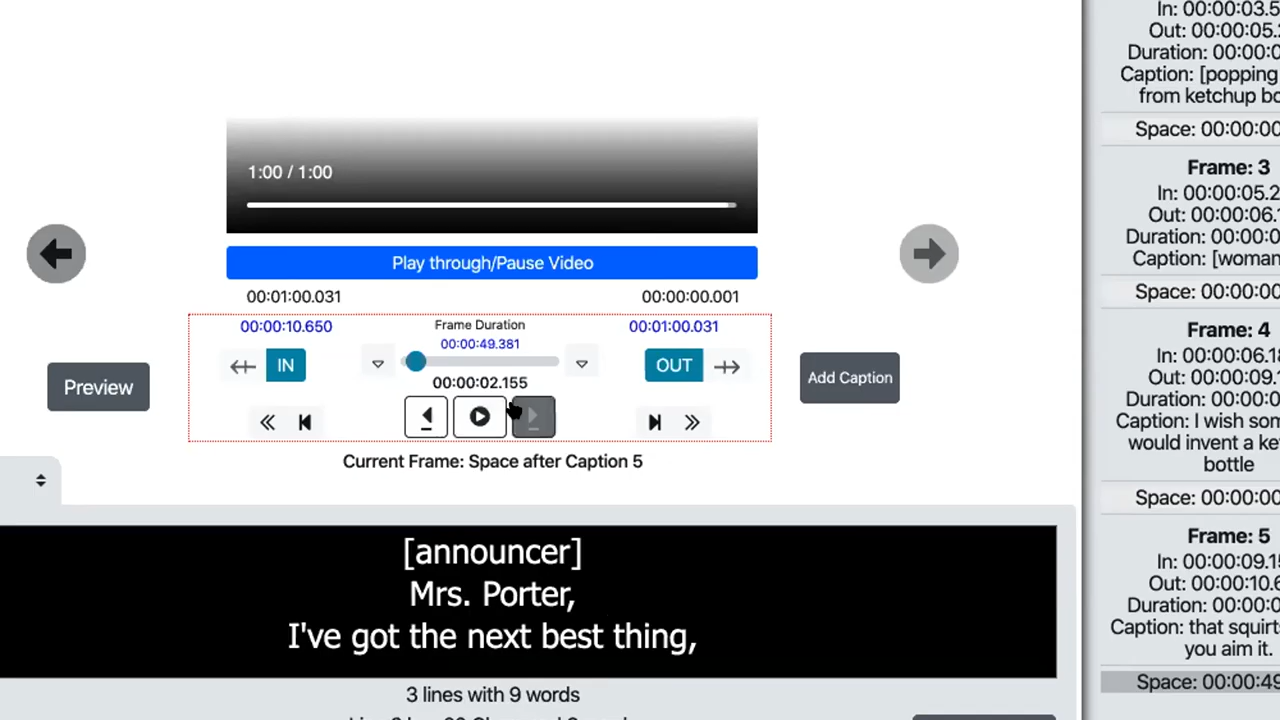 1:00 / 1:00
Play through/Pause Video
00:01:00.031
00:00:00.001
00:00:10.650
Frame Duration
00:00:49.381
00:01:00.031
IN
OUT
00:00:02.155
Preview
Add Caption
Current Frame: Space after Caption 5
[announcer]
Mrs. Porter,
I've got the next best thing,
3 lines with 9 words
In: 00:00:03.5
Out: 00:00:05.
Duration: 00:00:0
Caption: [popping
from ketchup bo
Space: 00:00:00
Frame: 3
In: 00:00:05.2
Out: 00:00:06.
Duration: 00:00:0
Caption: [woman
Space: 00:00:00
Frame: 4
In: 00:00:06.18
Out: 00:00:09.1
Duration: 00:00:0
Caption: I wish som
would invent a ke
bottle
Space: 00:00:00
Frame: 5
In: 00:00:09.15
Out: 00:00:10.6
Duration: 00:00:0
Caption: that squirt
you aim it.
Space: 00:00:49